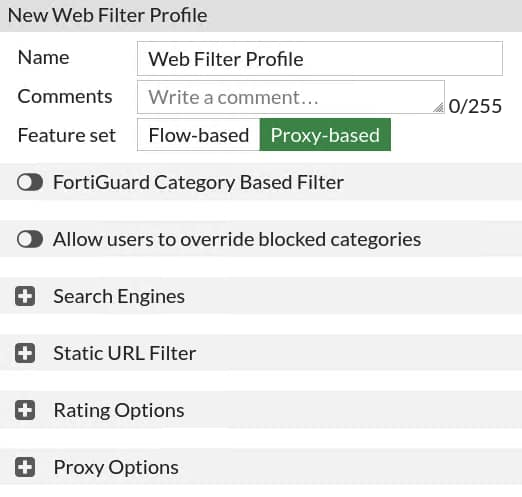 New Web Filter Profile
Name Web Filter Profile
Comments Write a comment... 0/255
Feature set Flow-based Proxy-based
FortiGuard Category Based Filter
Allow users to override blocked categories
Search Engines
Static URL Filter
Rating Options
Proxy Options